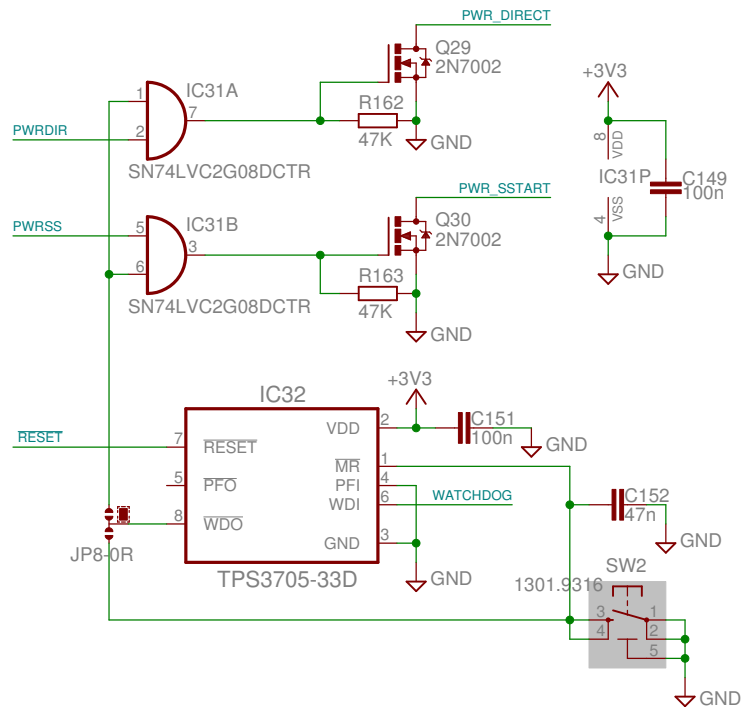 PWR_DIRECT
Q29
2N7002
+3V3
IC31A
1
7
2
PWRDIR
R162
47K
GND
SN74LVC2G08DCTR
8
VDD
IC31P
C149
100n
VSS
4
GND
PWR_SSTART
Q30
2N7002
PWRSS
5
IC31B
3
6
R163
47K
SN74LVC2G08DCTR
GND
IC32
+3V3
VDD
2
C151
100n
GND
RESET
7
RESET
MR
1
5
PFO
PFI
4
WDI
6
WATCHDOG
C152
47n
8
WDO
GND
3
GND
JP8-0R
TPS3705-33D
GND
SW2
1301.9316
3
1
4
2
5
GND